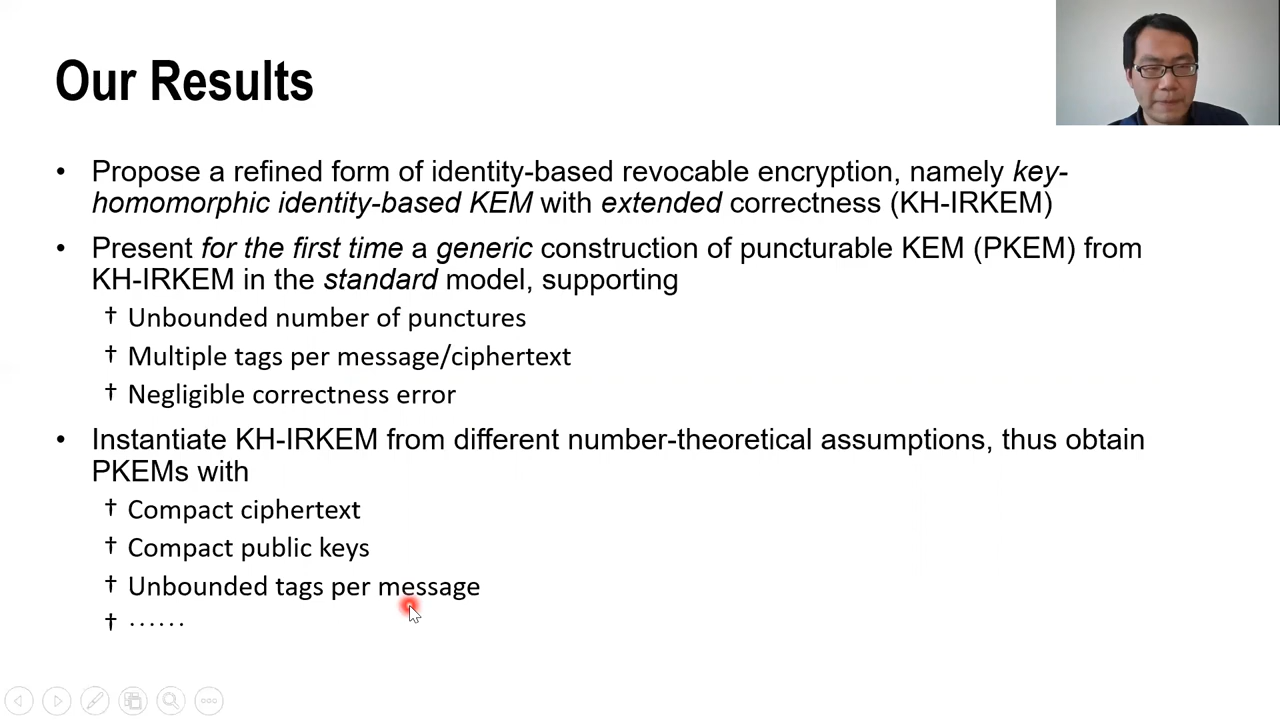 Our Results
• Propose a refined form of identity-based revocable encryption, namely key-
homomorphic identity-based KEM with extended correctness (KH-IRKEM)
• Present for the first time a generic construction of puncturable KEM (PKEM) from
KH-IRKEM in the standard model, supporting
† Unbounded number of punctures
† Multiple tags per message/ciphertext
† Negligible correctness error
• Instantiate KH-IRKEM from different number-theoretical assumptions, thus obtain
PKEMs with
† Compact ciphertext
† Compact public keys
† Unbounded tags per message
† ······